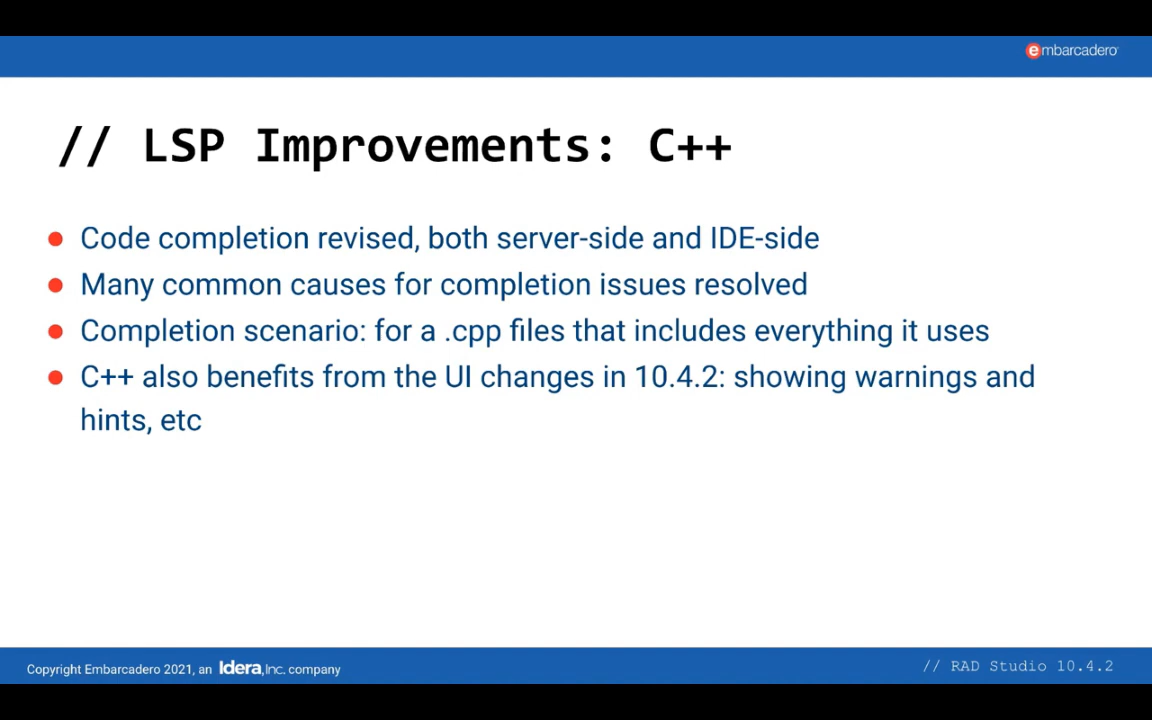 embarcadero
// LSP Improvements: C++
Code completion revised, both server-side and IDE-side
Many common causes for completion issues resolved
Completion scenario: for a .cpp files that includes everything it uses
C++ also benefits from the UI changes in 10.4.2: showing warnings and
hints, etc
Copyright Embarcadero 2021, an Idera, Inc. company
// RAD Studio 10.4.2